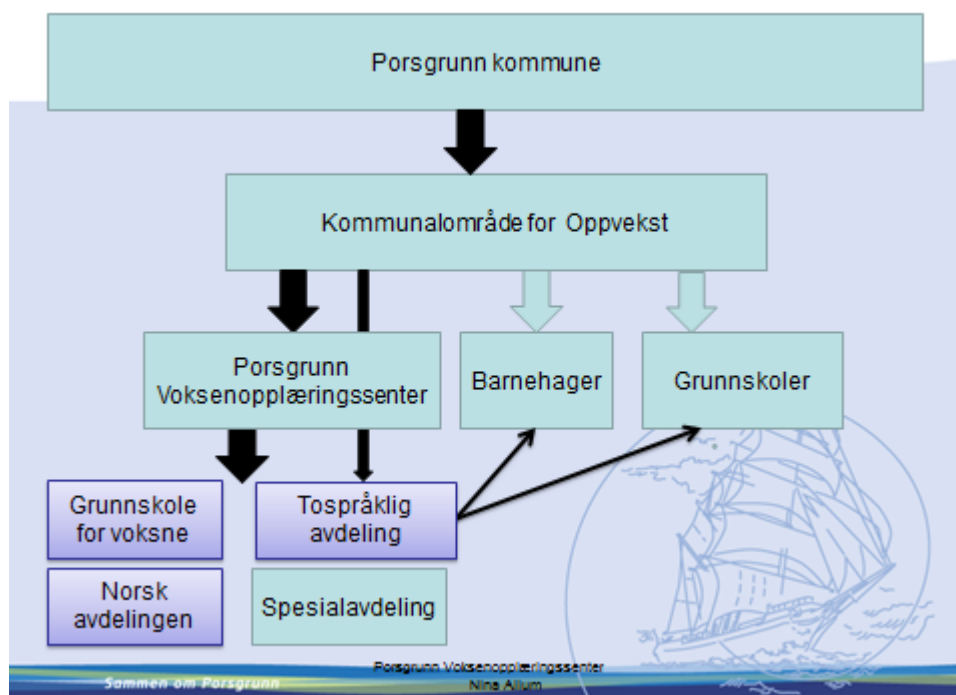 Porsgrunn kommune
Kommunalområde for Oppvekst
Porsgrunn
Voksenopplæringssenter
Barnehager
Grunnskoler
Grunnskole
for voksne
Tospråklig
avdeling
Norsk
avdelingen
Spesialavdeling
Porsgrunn Voksenopplæringssenter
Nina Allum
Sammen om Porsgrunn